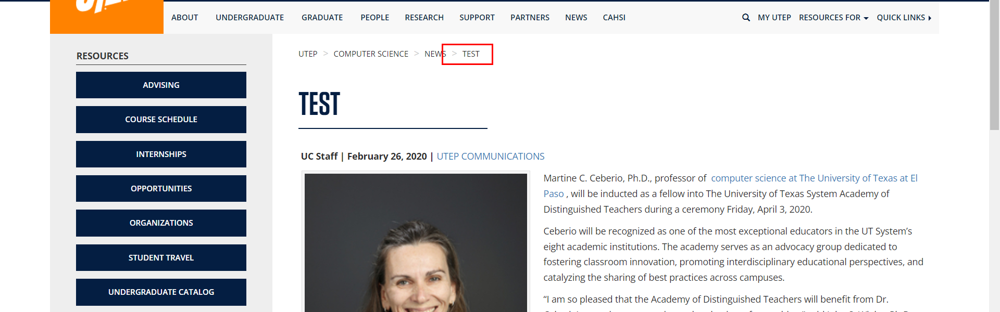 ABOUT UNDERGRADUATE GRADUATE PEOPLE RESEARCH SUPPORT PARTNERS NEWS CAHSI MY UTEP RESOURCES FOR QUICK LINKS
RESOURCES
ADVISING
COURSE SCHEDULE
INTERNSHIPS
OPPORTUNITIES
ORGANIZATIONS
STUDENT TRAVEL
UNDERGRADUATE CATALOG
UTEP > COMPUTER SCIENCE > NEWS > TEST
TEST
UC Staff | February 26, 2020 | UTEP COMMUNICATIONS
Martine C. Ceberio, Ph.D., professor of computer science at The University of Texas at El
Paso , will be inducted as a fellow into The University of Texas System Academy of
Distinguished Teachers during a ceremony Friday, April 3, 2020.
Ceberio will be recognized as one of the most exceptional educators in the UT System’s
eight academic institutions. The academy serves as an advocacy group dedicated to
fostering classroom innovation, promoting interdisciplinary educational perspectives, and
catalyzing the sharing of best practices across campuses.
“I am so pleased that the Academy of Distinguished Teachers will benefit from Dr.